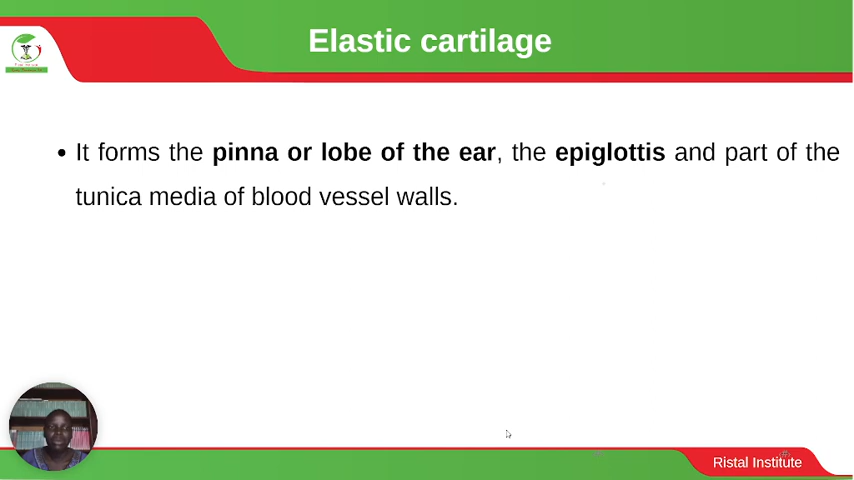 Elastic cartilage
• It forms the pinna or lobe of the ear, the epiglottis and part of the
tunica media of blood vessel walls.
Ristal Institute